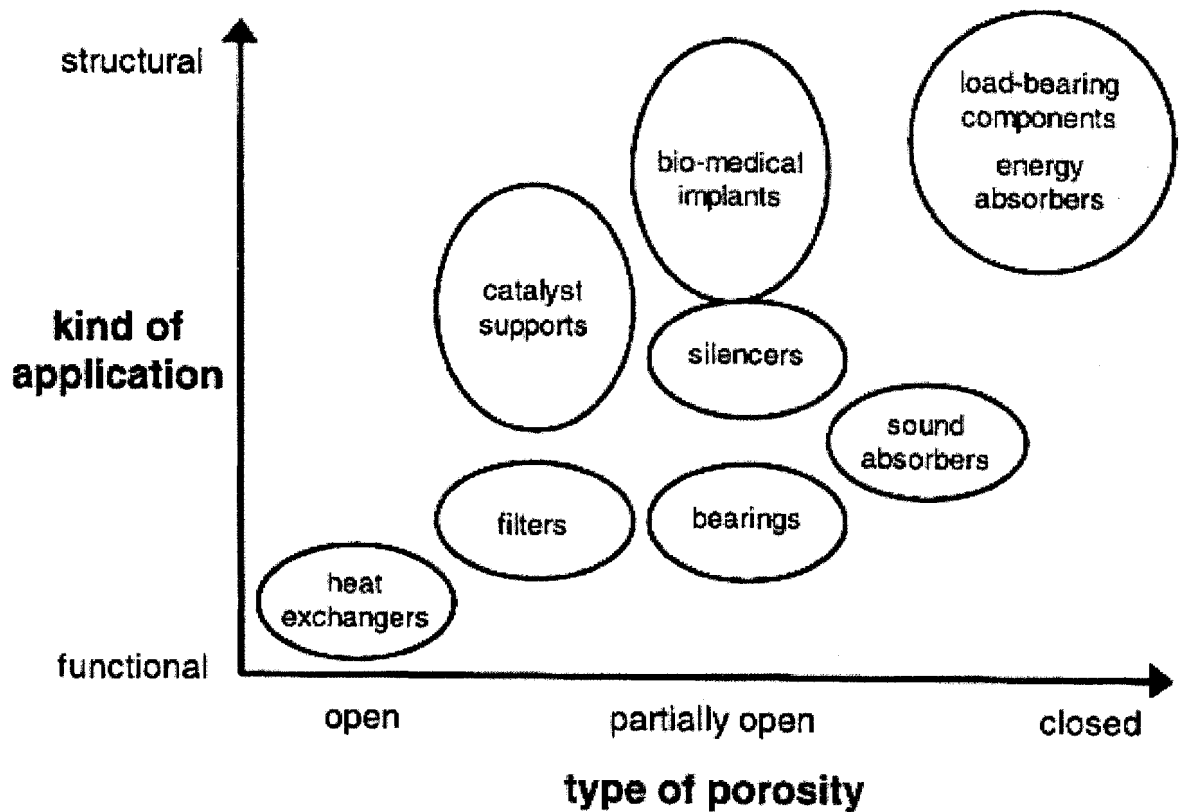 structural
load-bearing
components
energy
absorbers
bio-medical
implants
catalyst
supports
kind of
application
silencers
sound
absorbers
filters
bearings
heat
exchangers
functional
open
partially open
closed
type of porosity